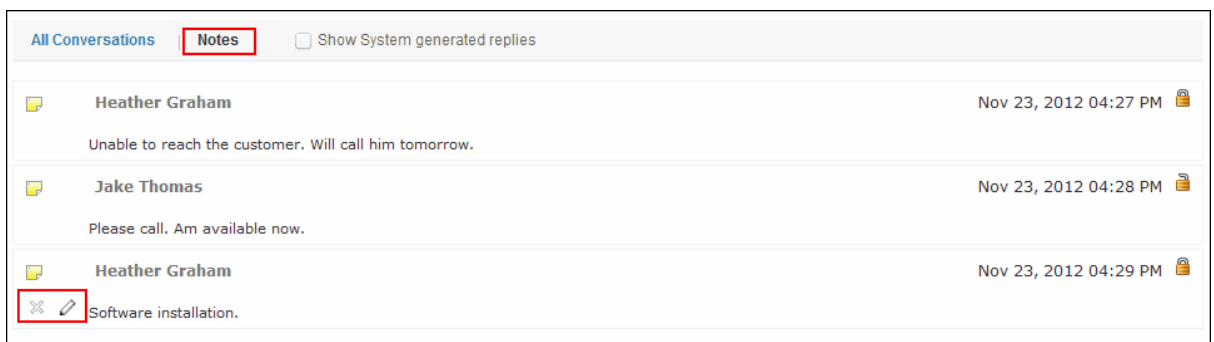 All Conversations | Notes Show System generated replies
Heather Graham Nov 23, 2012 04:27 PM
Unable to reach the customer. Will call him tomorrow.
Jake Thomas Nov 23, 2012 04:28 PM
Please call. Am available now.
Heather Graham Nov 23, 2012 04:29 PM
Software installation.